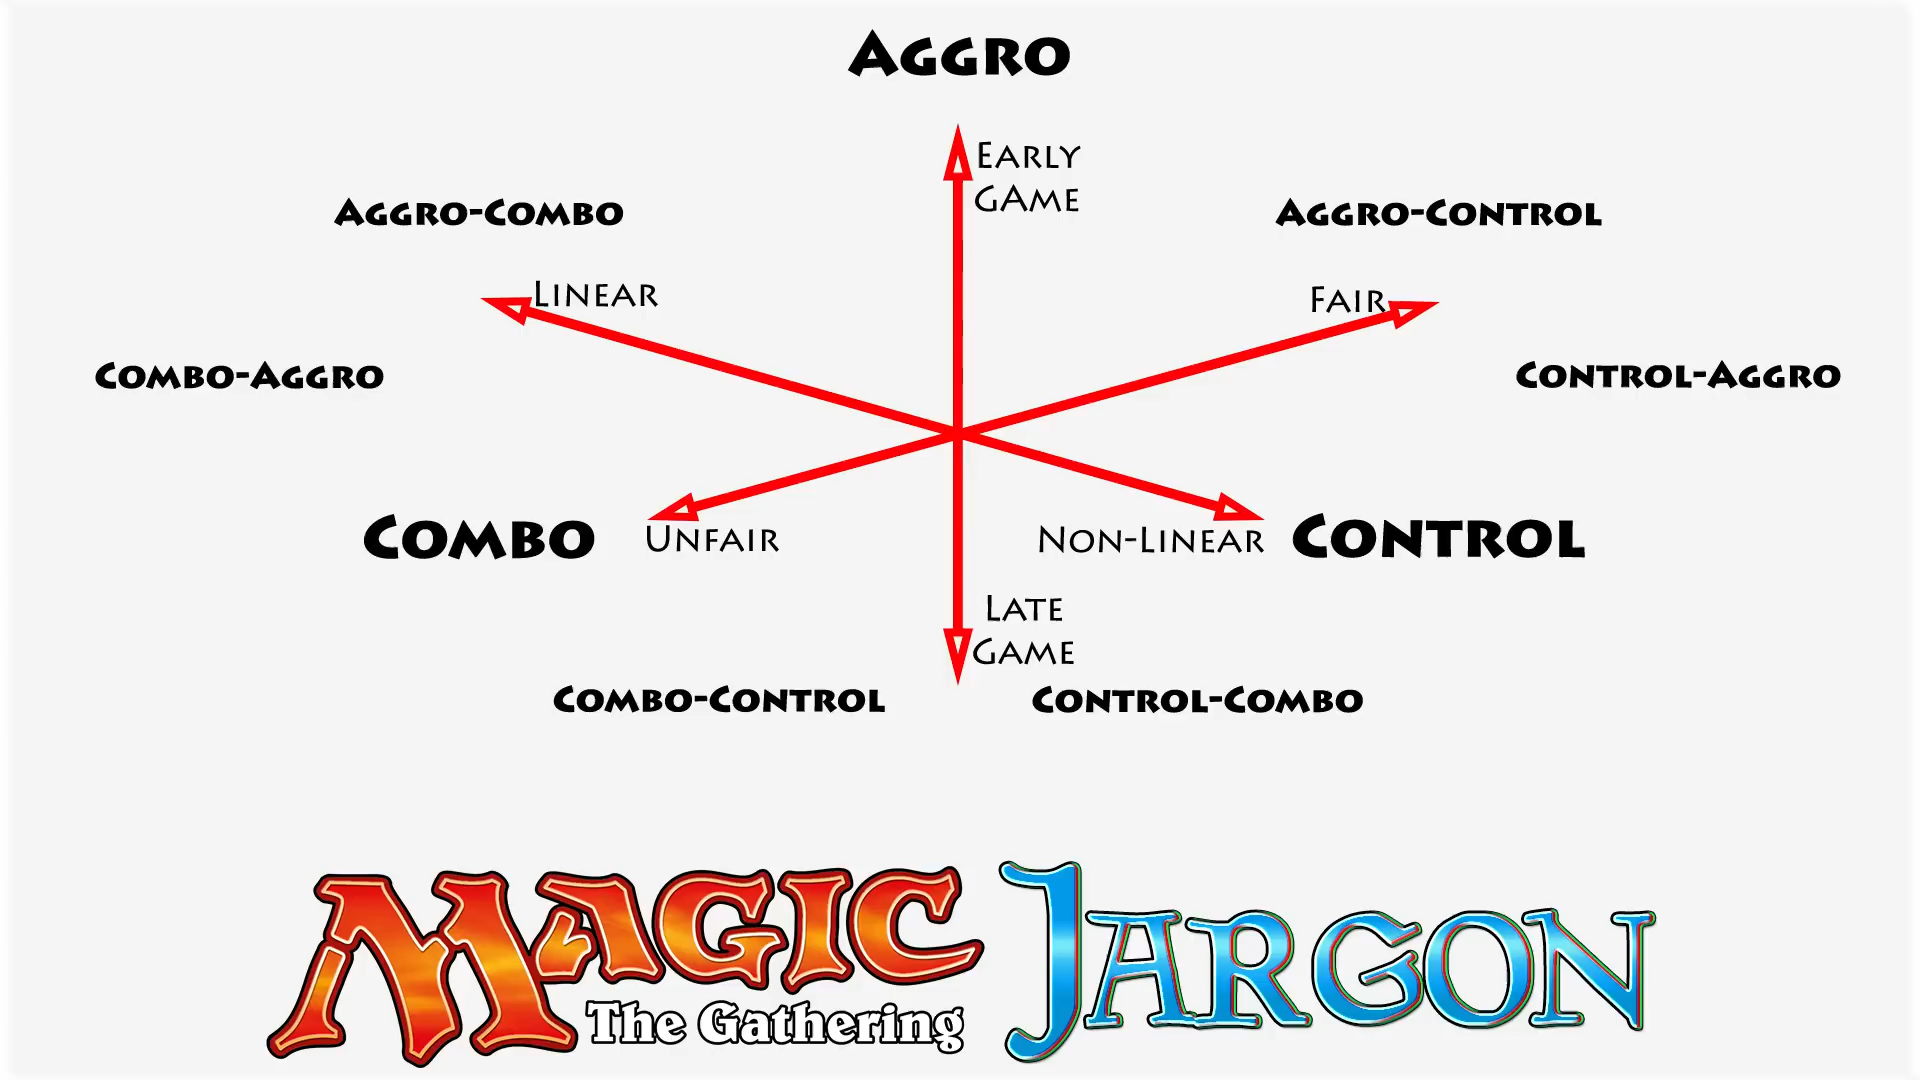 AGGRO
EARLY
GAME
AGGRO-COMBO
AGGRO-CONTROL
LINEAR
FAIR
COMBO-AGGRO
CONTROL-AGGRO
COMBO
UNFAIR
NON-LINEAR
CONTROL
LATE
GAME
COMBO-CONTROL
CONTROL-COMBO
MAGIC
The Gathering
JARGON